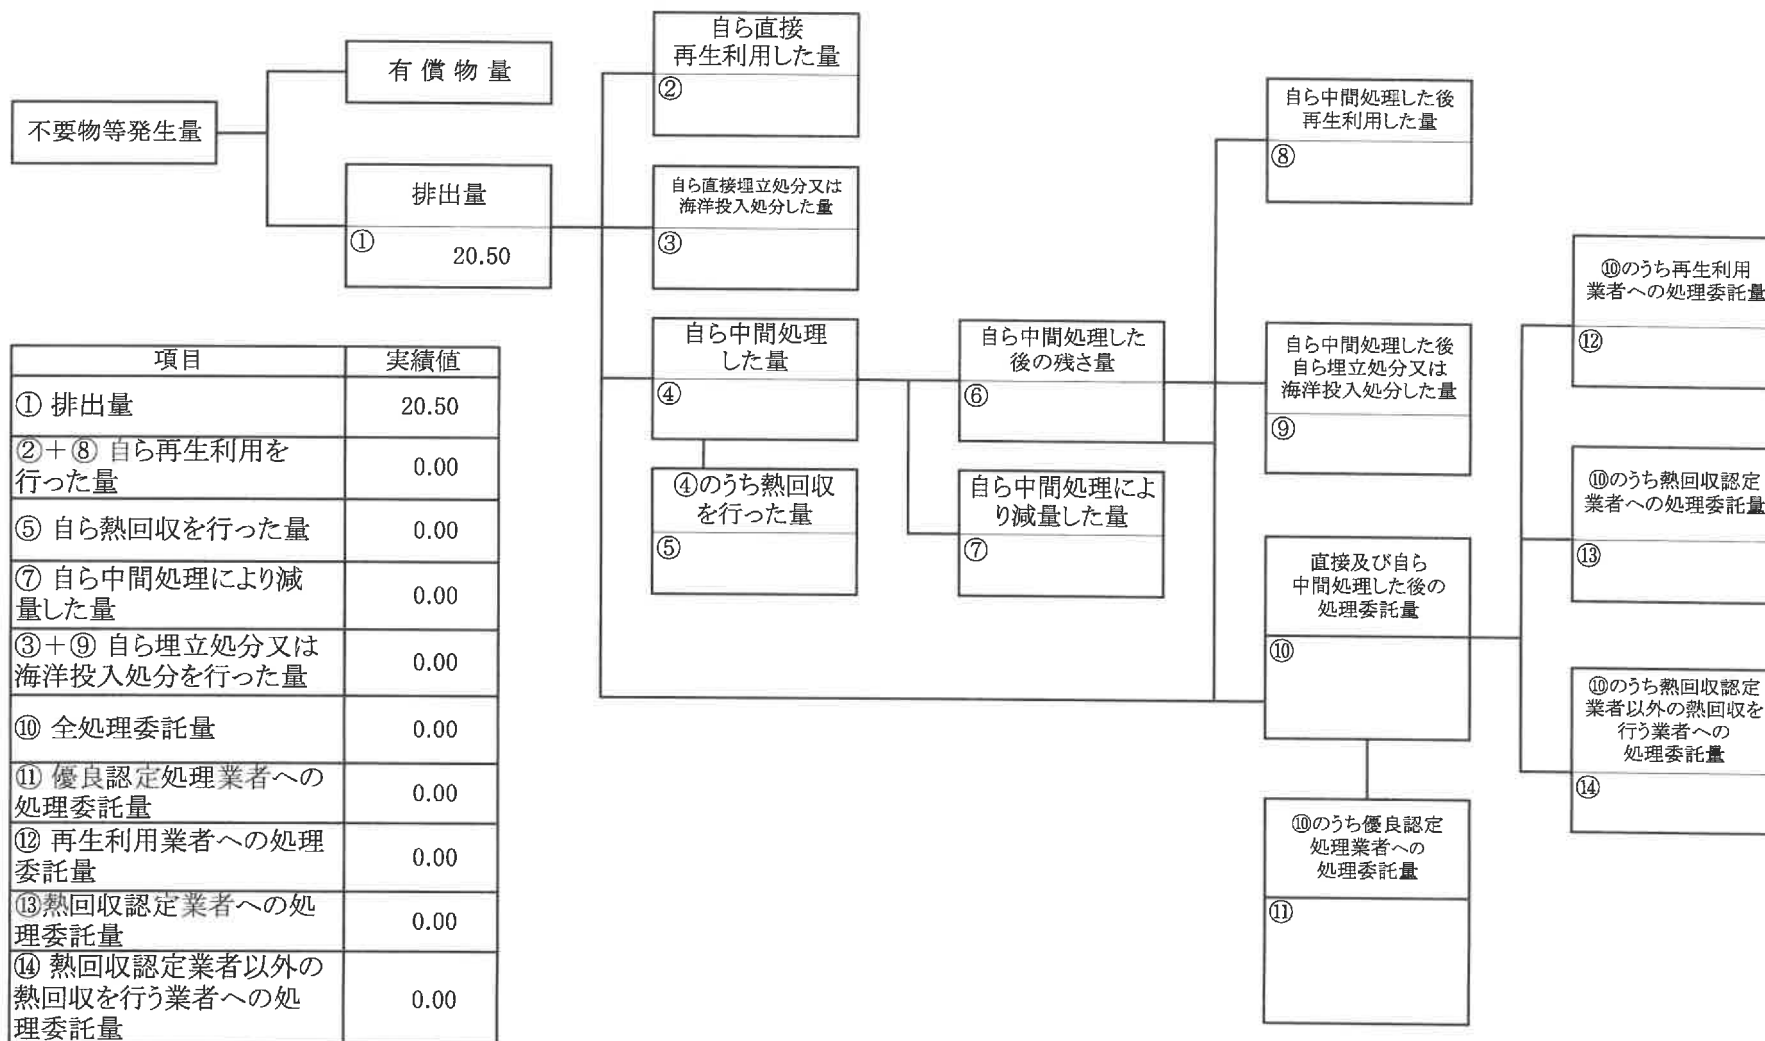 不要物等発生量
有償物量
排出量
①
20.50
自ら直接
再生利用した量
②
自ら直接埋立処分又は
海洋投入処分した量
③
自ら中間処理
した量
④
④のうち熱回収
を行った量
⑤
自ら中間処理した
後の残さ量
⑥
自ら中間処理によ
り減量した量
⑦
自ら中間処理した後
再生利用した量
⑧
自ら中間処理した後
自ら埋立処分又は
海洋投入処分した量
⑨
直接及び自ら
中間処理した後の
処理委託量
⑩
⑩のうち優良認定
処理業者への
処理委託量
⑪
⑩のうち再生利用
業者への処理委託量
⑫
⑩のうち熱回収認定
業者への処理委託量
⑬
⑩のうち熱回収認定
業者以外の熱回収を
行う業者への
処理委託量
⑭
項目 実績値
① 排出量 20.50
②+⑧ 自ら再生利用を
行った量 0.00
⑤ 自ら熱回収を行った量 0.00
⑦ 自ら中間処理により減
量した量 0.00
③+⑨ 自ら埋立処分又は
海洋投入処分を行った量 0.00
⑩ 全処理委託量 0.00
⑪ 優良認定処理業者への
処理委託量 0.00
⑫ 再生利用業者への処理
委託量 0.00
⑬熱回収認定業者への処
理委託量 0.00
⑭ 熱回収認定業者以外の
熱回収を行う業者への処
理委託量 0.00